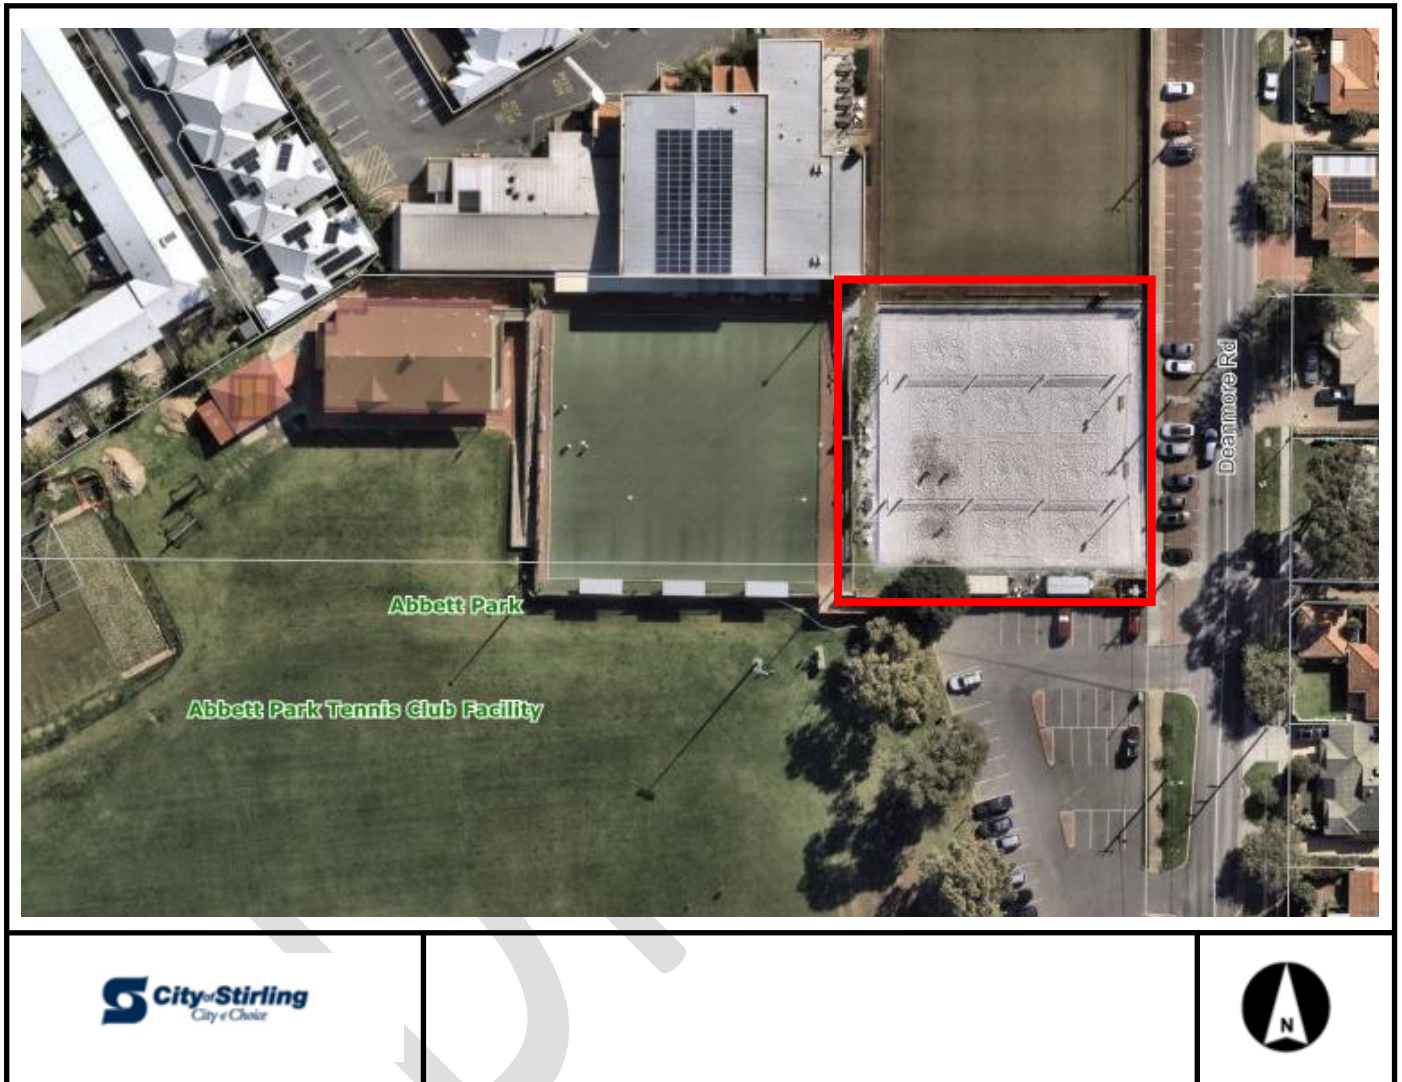 Deanmore Rd
Abbett Park
Abbett Park Tennis Club Facility
City of Stirling
City of Choice
N